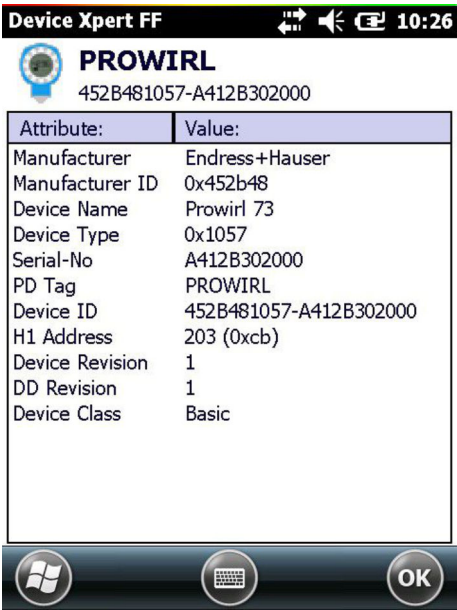 Device Xpert FF 10:26
PROWIRL
452B481057-A412B302000
Attribute: Value:
Manufacturer Endress+Hauser
Manufacturer ID 0x452b48
Device Name Prowirl 73
Device Type 0x1057
Serial-No A412B302000
PD Tag PROWIRL
Device ID 452B481057-A412B302000
H1 Address 203 (0xcb)
Device Revision 1
DD Revision 1
Device Class Basic
OK